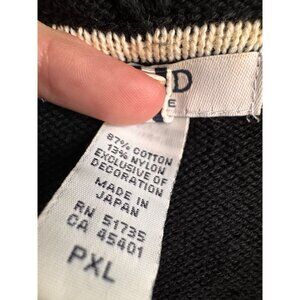 D
E
87% COTTON
13% NYLON
EXCLUSIVE OF
DECORATION
MADE IN
JAPAN
RN 51735
CA 45401
PXL